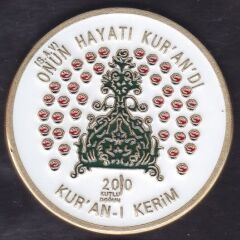 (S.A.V)
ONUN HAYATI KUR'AN'DI
2010
KUTLU
DOĞUM
KUR'AN-I KERİM